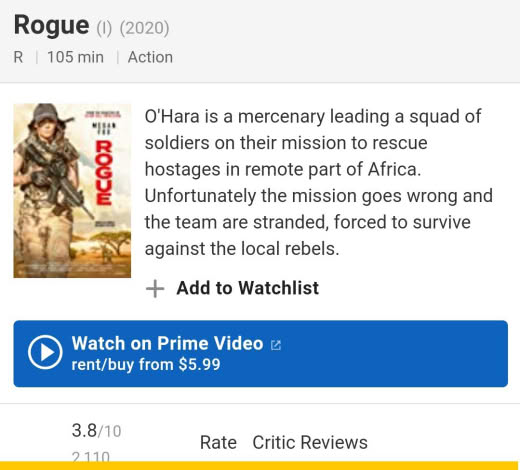 Rogue (I) (2020)
R | 105 min | Action
MEGAN
FOX
ROGUE
O'Hara is a mercenary leading a squad of
soldiers on their mission to rescue
hostages in remote part of Africa.
Unfortunately the mission goes wrong and
the team are stranded, forced to survive
against the local rebels.
+ Add to Watchlist
Watch on Prime Video
rent/buy from $5.99
3.8/10
2,110
Rate Critic Reviews